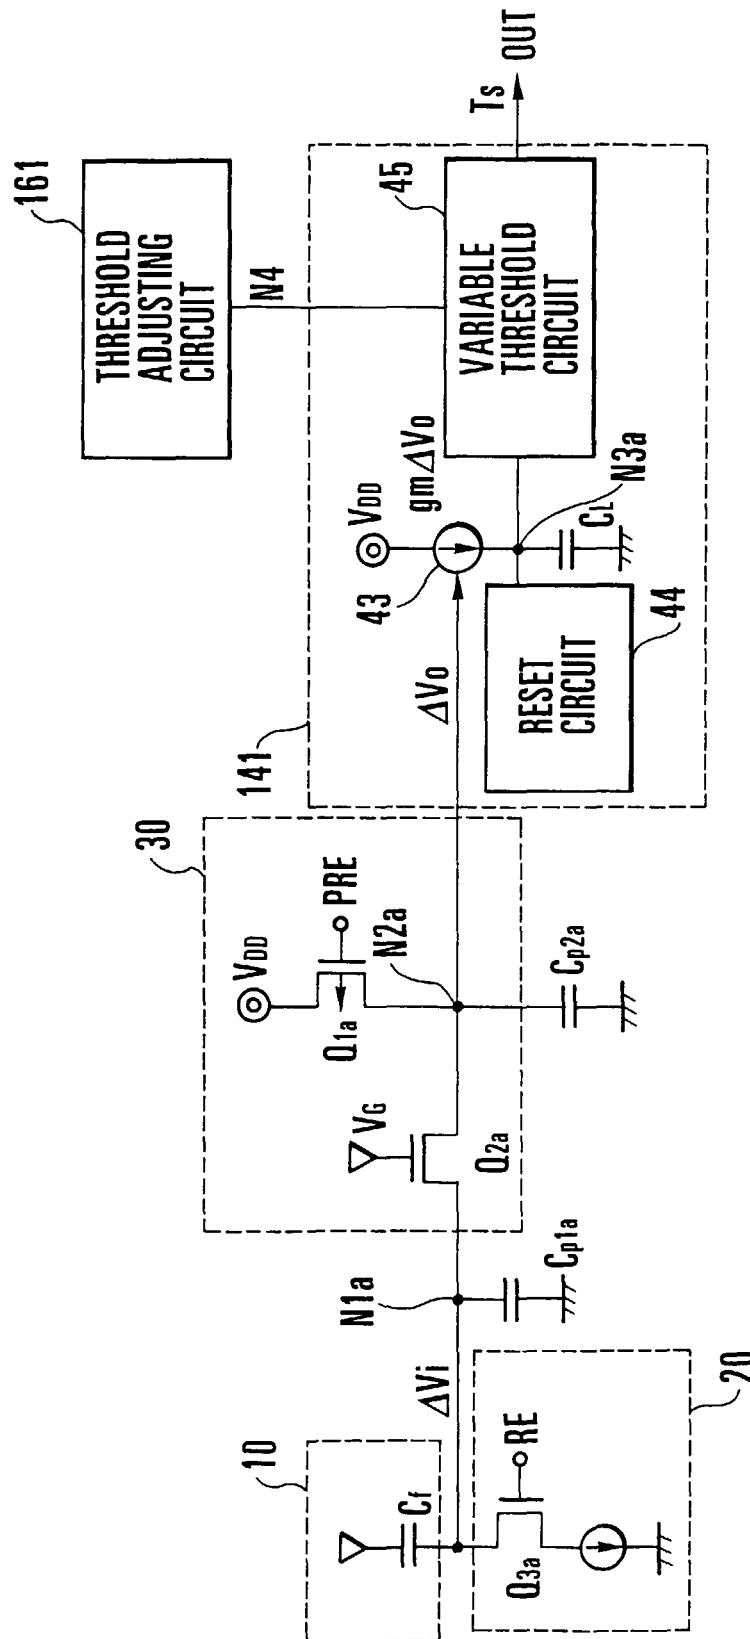 10
Cf
ΔVi
Q3a
RE
20
N1a
Cp1a
30
VDD
PRE
Q1a
VG
Q2a
N2a
Cp2a
141
ΔVo
VDD
43
gmΔVo
RESET
CIRCUIT
44
CL
N3a
161
THRESHOLD
ADJUSTING
CIRCUIT
N4
45
VARIABLE
THRESHOLD
CIRCUIT
Ts
OUT